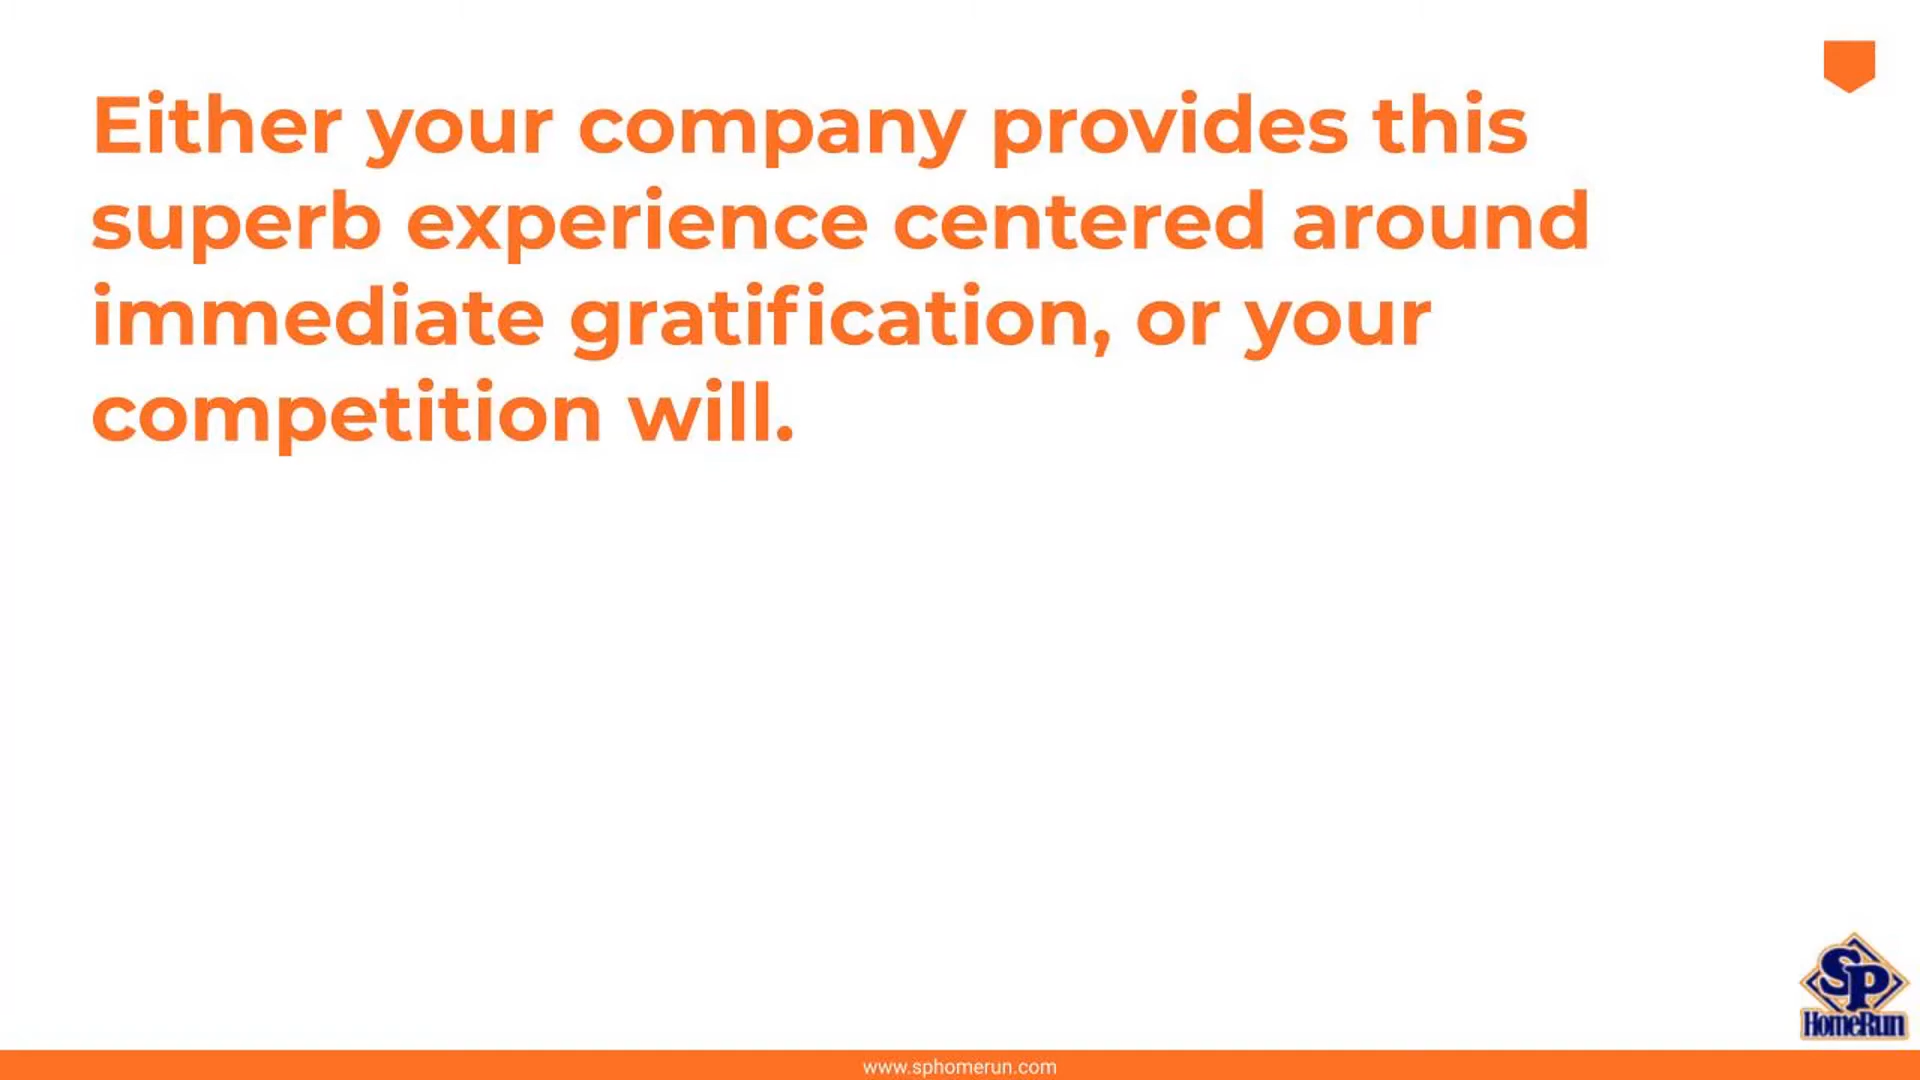 Either your company provides this
superb experience centered around
immediate gratification, or your
competition will.
SP
HomeRun
www.sphomerun.com